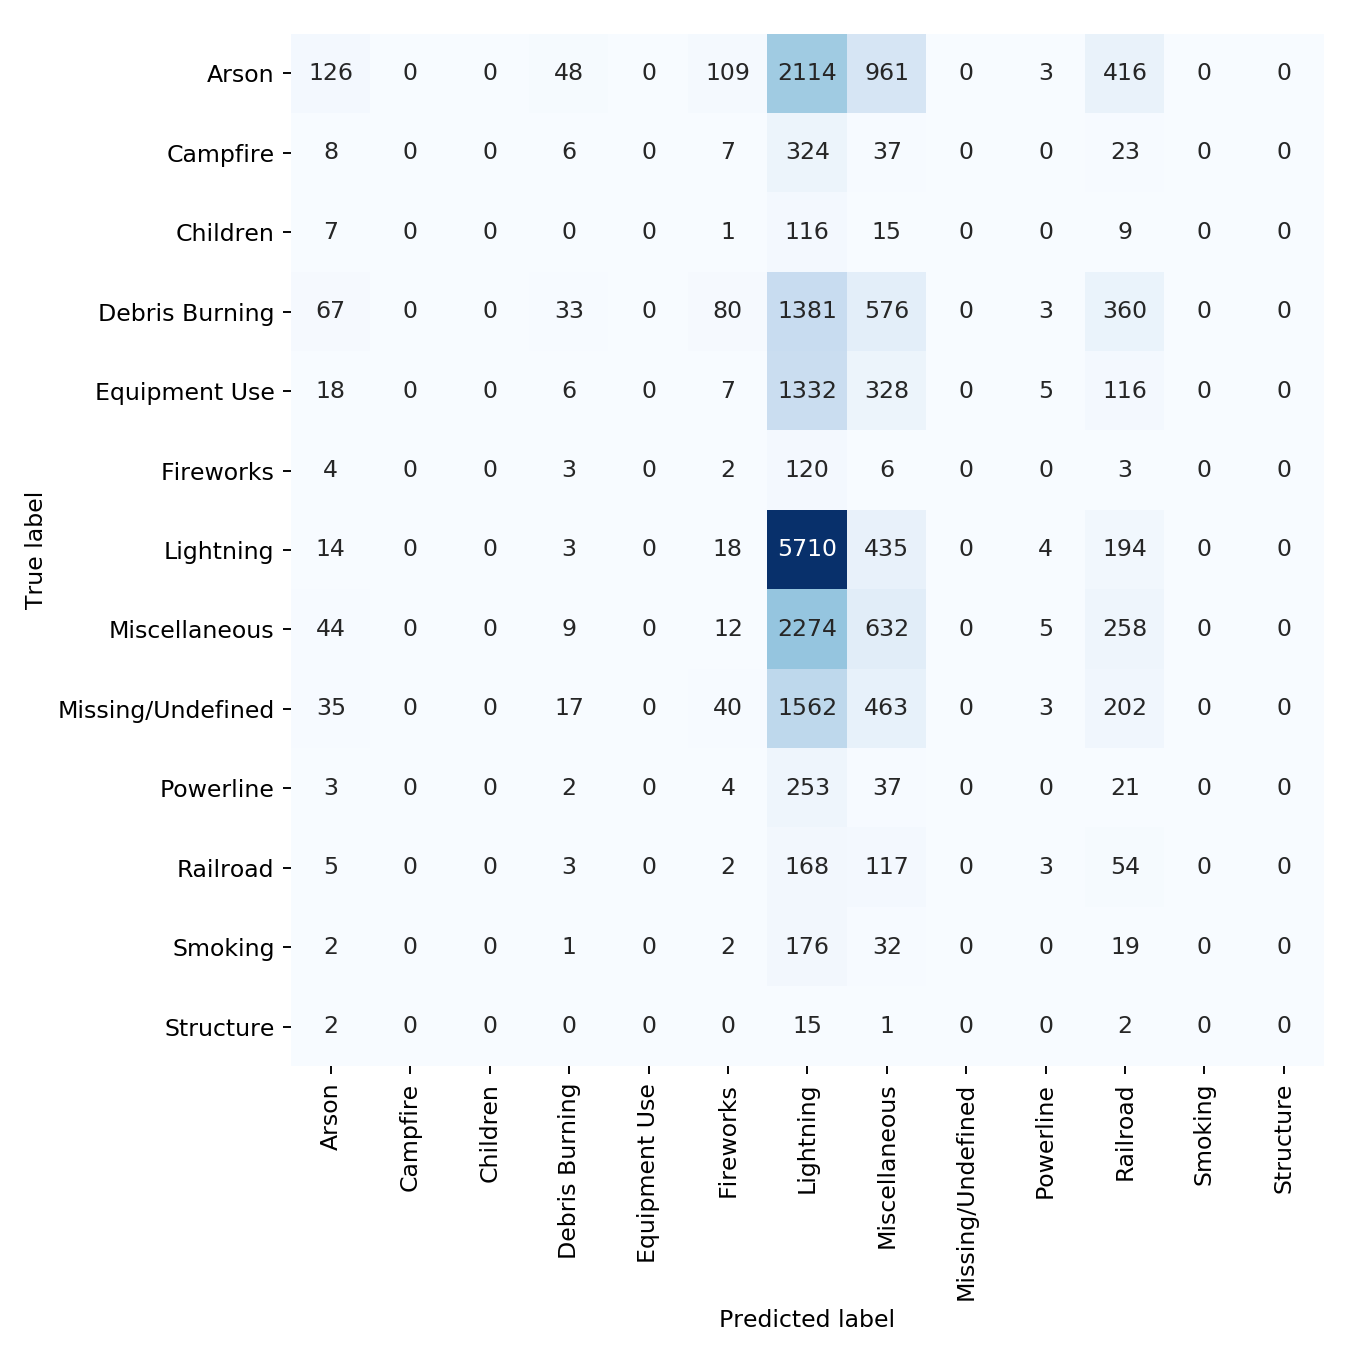 Arson 126 0 0 48 0 109 2114 961 0 3 416 0 0
Campfire 8 0 0 6 0 7 324 37 0 0 23 0 0
Children 7 0 0 0 0 1 116 15 0 0 9 0 0
Debris Burning 67 0 0 33 0 80 1381 576 0 3 360 0 0
Equipment Use 18 0 0 6 0 7 1332 328 0 5 116 0 0
Fireworks 4 0 0 3 0 2 120 6 0 0 3 0 0
Lightning 14 0 0 3 0 18 5710 435 0 4 194 0 0
Miscellaneous 44 0 0 9 0 12 2274 632 0 5 258 0 0
Missing/Undefined 35 0 0 17 0 40 1562 463 0 3 202 0 0
Powerline 3 0 0 2 0 4 253 37 0 0 21 0 0
Railroad 5 0 0 3 0 2 168 117 0 3 54 0 0
Smoking 2 0 0 1 0 2 176 32 0 0 19 0 0
Structure 2 0 0 0 0 0 15 1 0 0 2 0 0
True label
Arson
Campfire
Children
Debris Burning
Equipment Use
Fireworks
Lightning
Miscellaneous
Missing/Undefined
Powerline
Railroad
Smoking
Structure
Predicted label